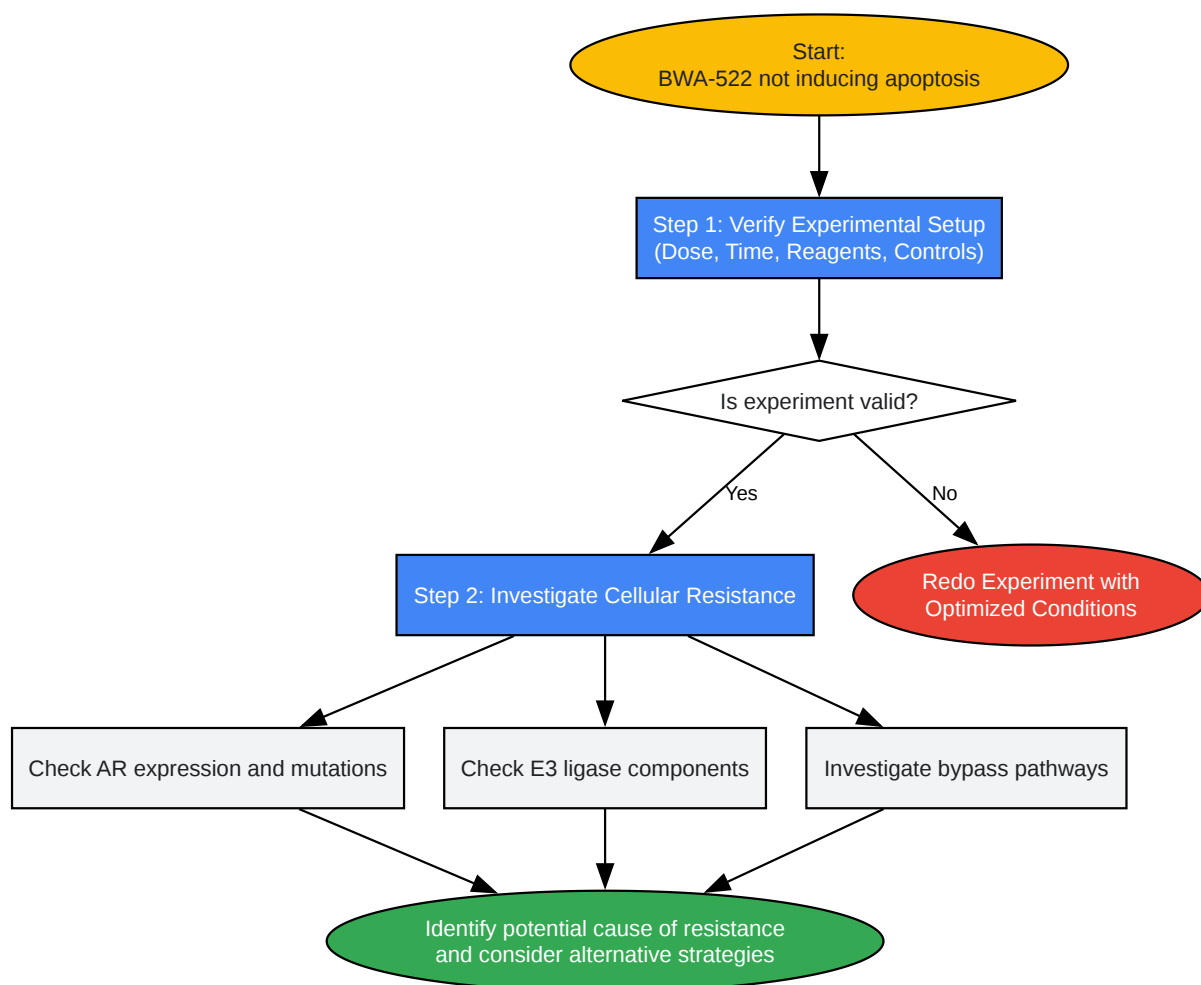 Start:
BWA-522 not inducing apoptosis
Step 1: Verify Experimental Setup
(Dose, Time, Reagents, Controls)
Is experiment valid?
Yes
No
Step 2: Investigate Cellular Resistance
Redo Experiment with
Optimized Conditions
Check AR expression and mutations
Check E3 ligase components
Investigate bypass pathways
Identify potential cause of resistance
and consider alternative strategies